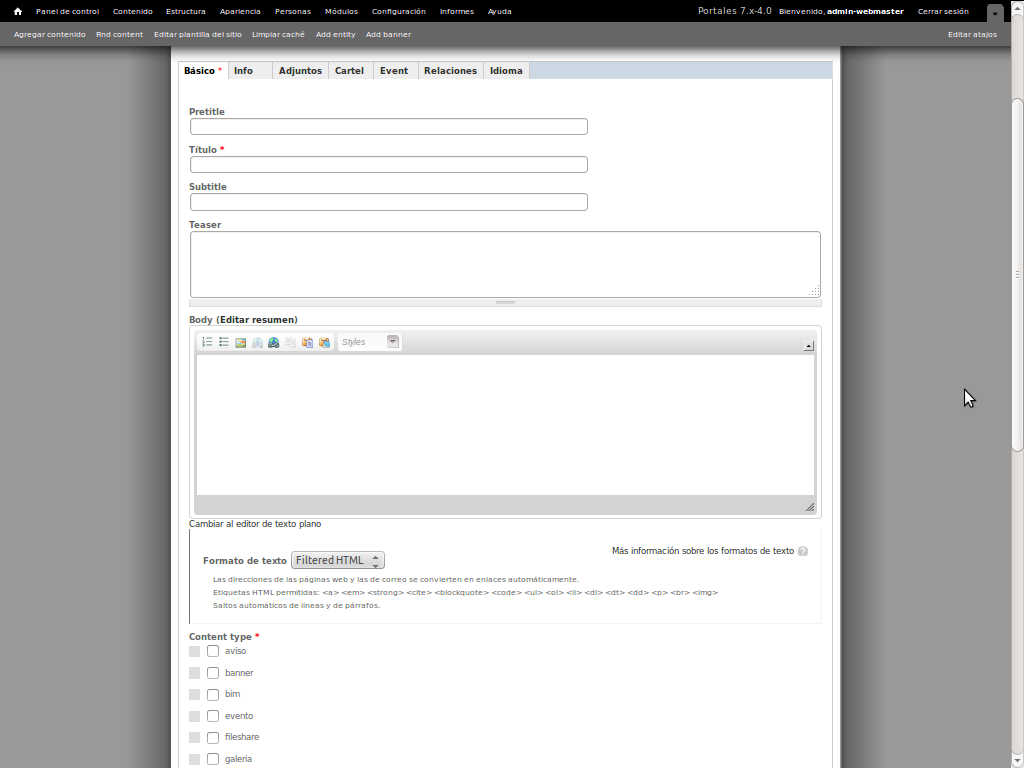 Panel de control Contenido Estructura Apariencia Personas Módulos Configuración Informes Ayuda Portales 7.x-4.0 Bienvenido, admin-webmaster Cerrar sesión
Agregar contenido Find content Editar plantilla del sitio Limpiar caché Add entity Add banner Editar atajos
Básico * Info Adjuntos Cartel Event Relaciones Idioma
Pretitle
Título *
Subtitle
Teaser
Body (Editar resumen)
Styles
Cambiar al editor de texto plano
Más información sobre los formatos de texto ?
Formato de texto Filtered HTML
Las direcciones de las páginas web y las de correo se convierten en enlaces automáticamente.
Etiquetas HTML permitidas: <a> <em> <strong> <cite> <blockquote> <code> <ul> <ol> <li> <dl> <dt> <dd> <p> <br> <img>
Saltos automáticos de líneas y de párrafos.
Content type *
aviso
banner
bim
evento
fileshare
galeria